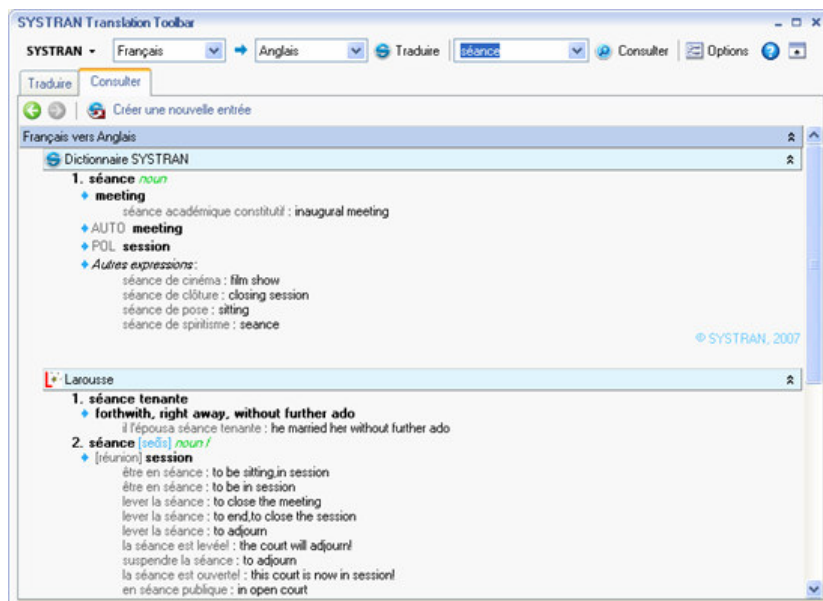 SYSTRAN Translation Toolbar
SYSTRAN Français Anglais Traduire séance Consulter Options
Traduire Consulter
Créer une nouvelle entrée
Français vers Anglais
Dictionnaire SYSTRAN
1. séance noun
meeting
séance académique constitutif : inaugural meeting
AUTO meeting
POL session
Autres expressions :
séance de cinéma : film show
séance de clôture : closing session
séance de pose : sitting
séance de spiritisme : seance
© SYSTRAN, 2007
Larousse
1. séance tenante
forthwith, right away, without further ado
il l'épousa séance tenante : he married her without further ado
2. séance [seɑ̃s] noun f
[réunion] session
être en séance : to be sitting,in session
être en séance : to be in session
lever la séance : to close the meeting
lever la séance : to end,to close the session
lever la séance : to adjourn
la séance est levée! : the court will adjourn!
suspendre la séance : to adjourn
la séance est ouverte! : this court is now in session!
en séance publique : in open court